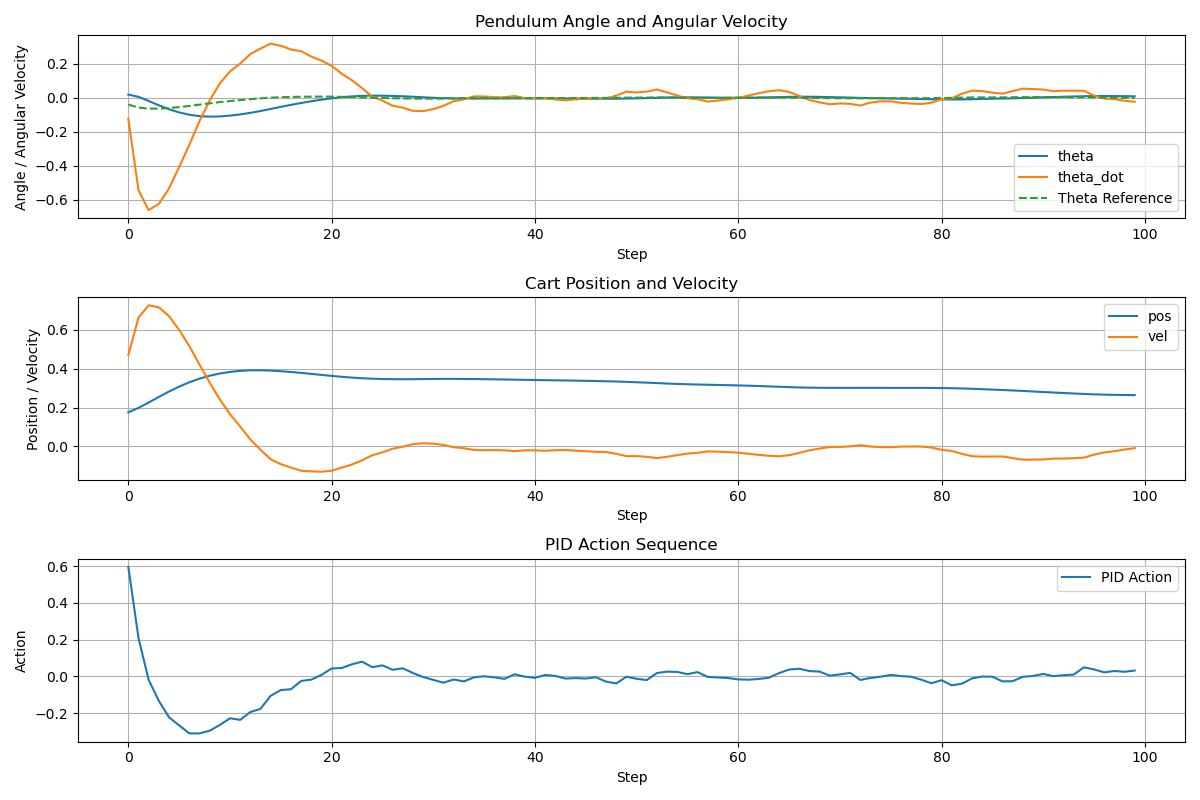 Pendulum Angle and Angular Velocity
Angle / Angular Velocity
0.2
0.0
−0.2
−0.4
−0.6
theta
theta_dot
Theta Reference
0 20 40 60 80 100
Step
Cart Position and Velocity
Position / Velocity
0.6
0.4
0.2
0.0
pos
vel
0 20 40 60 80 100
Step
PID Action Sequence
Action
0.6
0.4
0.2
0.0
−0.2
PID Action
0 20 40 60 80 100
Step